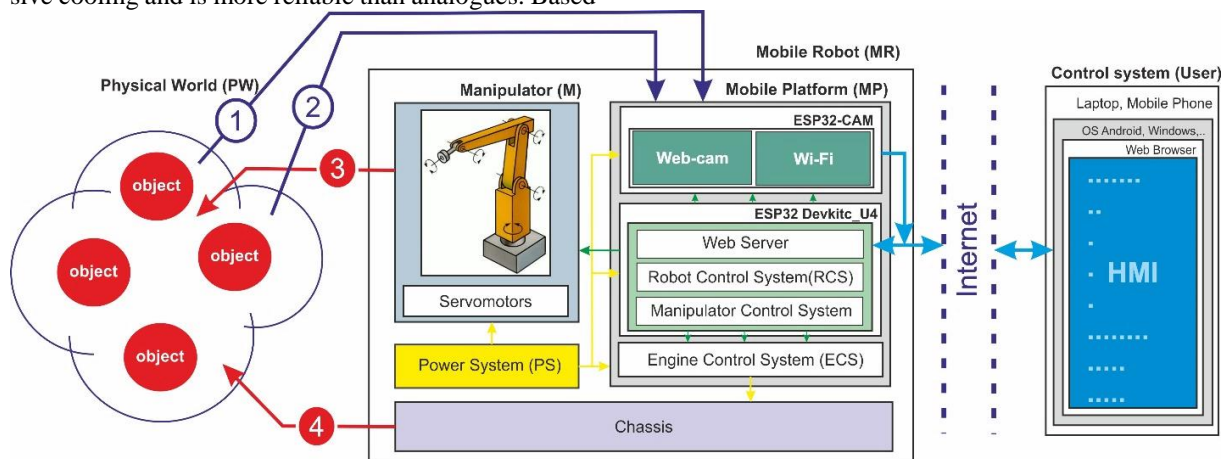 sive cooling and is more reliable than analogues. Based
Physical World (PW)
1
2
3
4
object
object
object
object
Mobile Robot (MR)
Manipulator (M)
Servomotors
Power System (PS)
Mobile Platform (MP)
ESP32-CAM
Web-cam
Wi-Fi
ESP32 Devkitc_U4
Web Server
Robot Control System(RCS)
Manipulator Control System
Engine Control System (ECS)
Chassis
Internet
Control system (User)
Laptop, Mobile Phone
OS Android, Windows,..
Web Browser
HMI